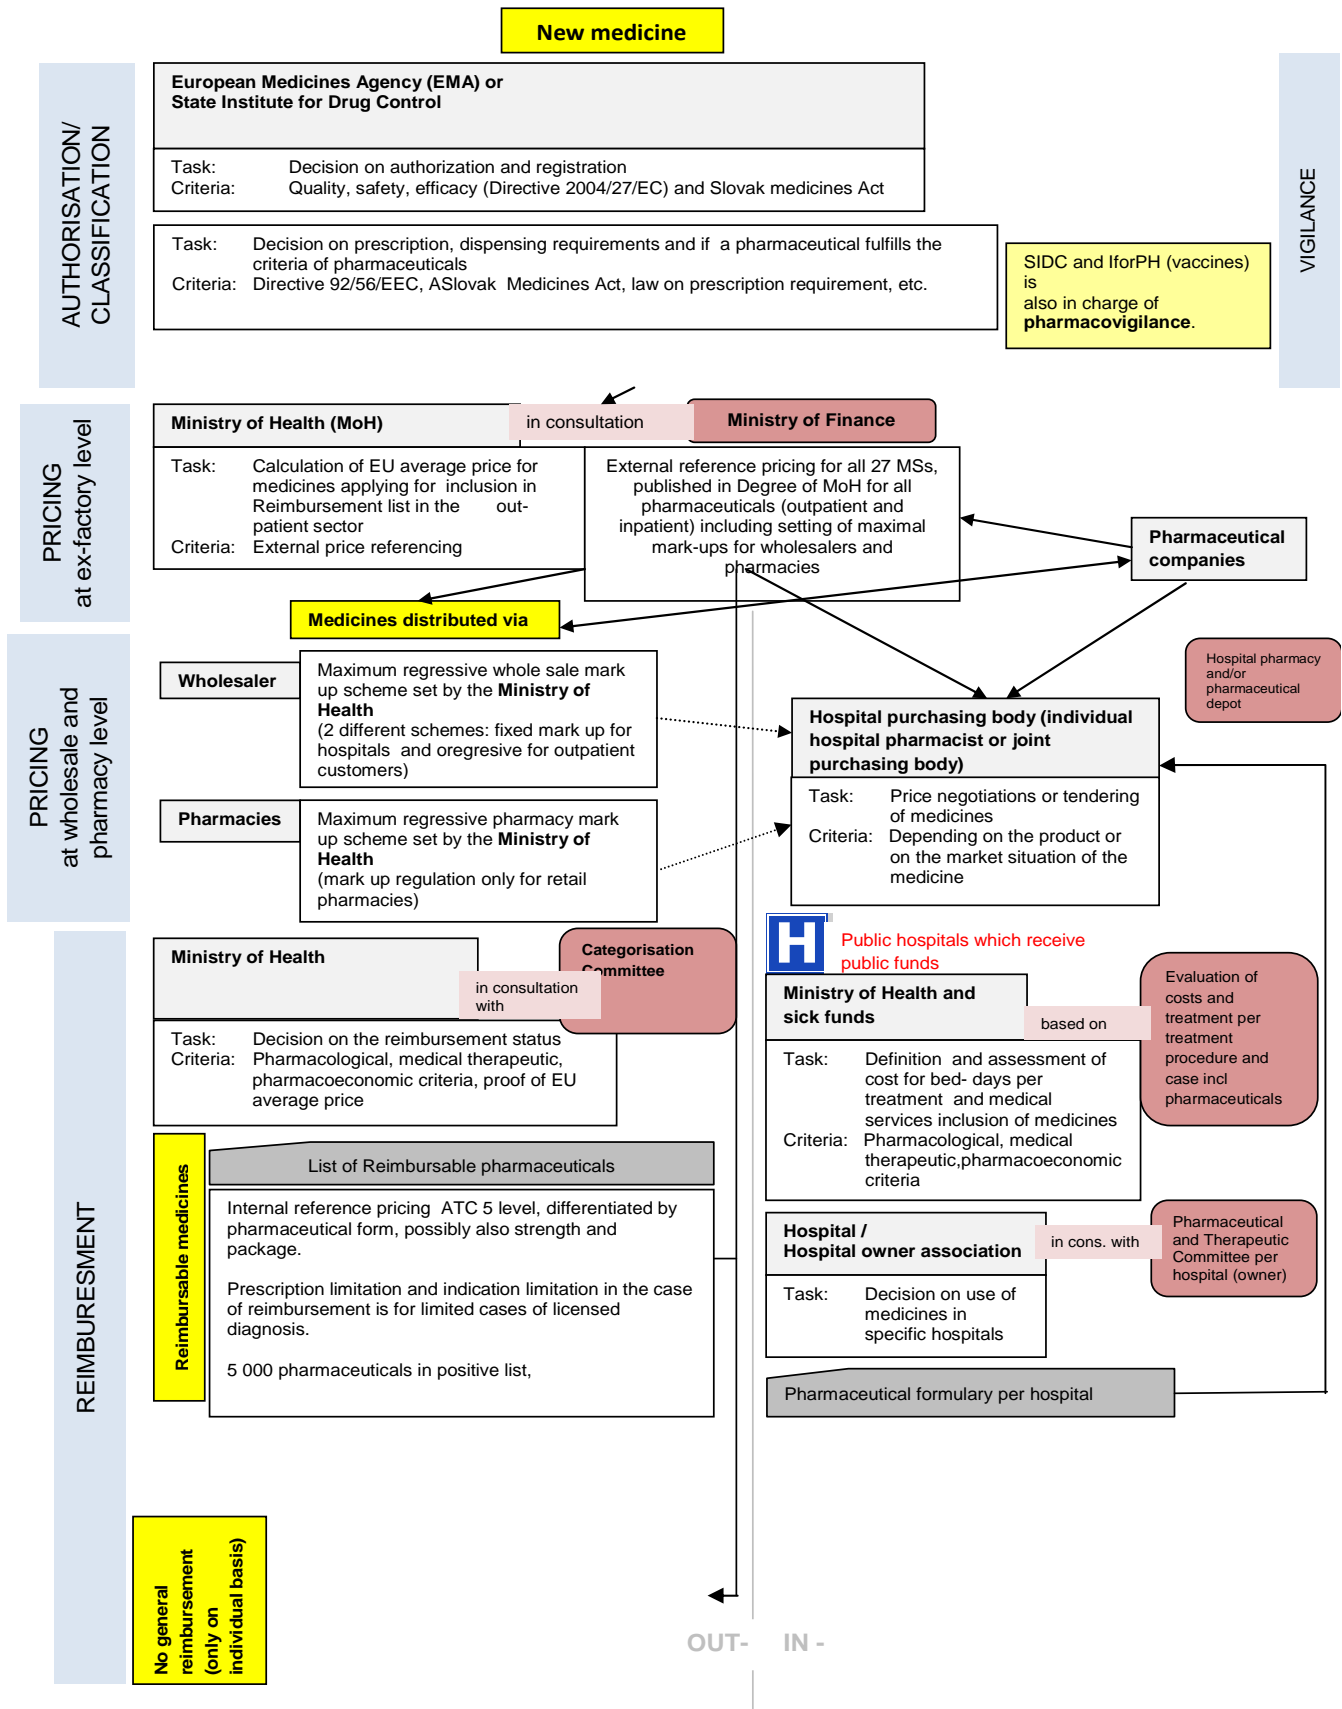 New medicine
AUTHORISATION/
CLASSIFICATION
European Medicines Agency (EMA) or
State Institute for Drug Control
Task: Decision on authorization and registration
Criteria: Quality, safety, efficacy (Directive 2004/27/EC) and Slovak medicines Act
Task: Decision on prescription, dispensing requirements and if a pharmaceutical fulfills the
criteria of pharmaceuticals
Criteria: Directive 92/56/EEC, ASlovak Medicines Act, law on prescription requirement, etc.
VIGILANCE
SIDC and IforPH (vaccines)
is
also in charge of
pharmacovigilance.
PRICING
at ex-factory level
Ministry of Health (MoH)
in consultation
Ministry of Finance
Task: Calculation of EU average price for
medicines applying for inclusion in
Reimbursement list in the out-
patient sector
Criteria: External price referencing
External reference pricing for all 27 MSs,
published in Degree of MoH for all
pharmaceuticals (outpatient and
inpatient) including setting of maximal
mark-ups for wholesalers and
pharmacies
Pharmaceutical
companies
Medicines distributed via
PRICING
at wholesale and
pharmacy level
Wholesaler
Maximum regressive whole sale mark
up scheme set by the Ministry of
Health
(2 different schemes: fixed mark up for
hospitals and oregresive for outpatient
customers)
Pharmacies
Maximum regressive pharmacy mark
up scheme set by the Ministry of
Health
(mark up regulation only for retail
pharmacies)
Hospital pharmacy
and/or
pharmaceutical
depot
Hospital purchasing body (individual
hospital pharmacist or joint
purchasing body)
Task: Price negotiations or tendering
of medicines
Criteria: Depending on the product or
on the market situation of the
medicine
REIMBURESMENT
Ministry of Health
in consultation
with
Categorisation
Committee
Task: Decision on the reimbursement status
Criteria: Pharmacological, medical therapeutic,
pharmacoeconomic criteria, proof of EU
average price
Reimbursable medicines
List of Reimbursable pharmaceuticals
Internal reference pricing ATC 5 level, differentiated by
pharmaceutical form, possibly also strength and
package.
Prescription limitation and indication limitation in the case
of reimbursement is for limited cases of licensed
diagnosis.
5 000 pharmaceuticals in positive list,
No general
reimbursement
(only on
individual basis)
H
Public hospitals which receive
public funds
Ministry of Health and
sick funds
based on
Evaluation of
costs and
treatment per
treatment
procedure and
case incl
pharmaceuticals
Task: Definition and assessment of
cost for bed- days per
treatment and medical
services inclusion of medicines
Criteria: Pharmacological, medical
therapeutic,pharmacoeconomic
criteria
Hospital /
Hospital owner association
in cons. with
Pharmaceutical
and Therapeutic
Committee per
hospital (owner)
Task: Decision on use of
medicines in
specific hospitals
Pharmaceutical formulary per hospital
OUT- IN -